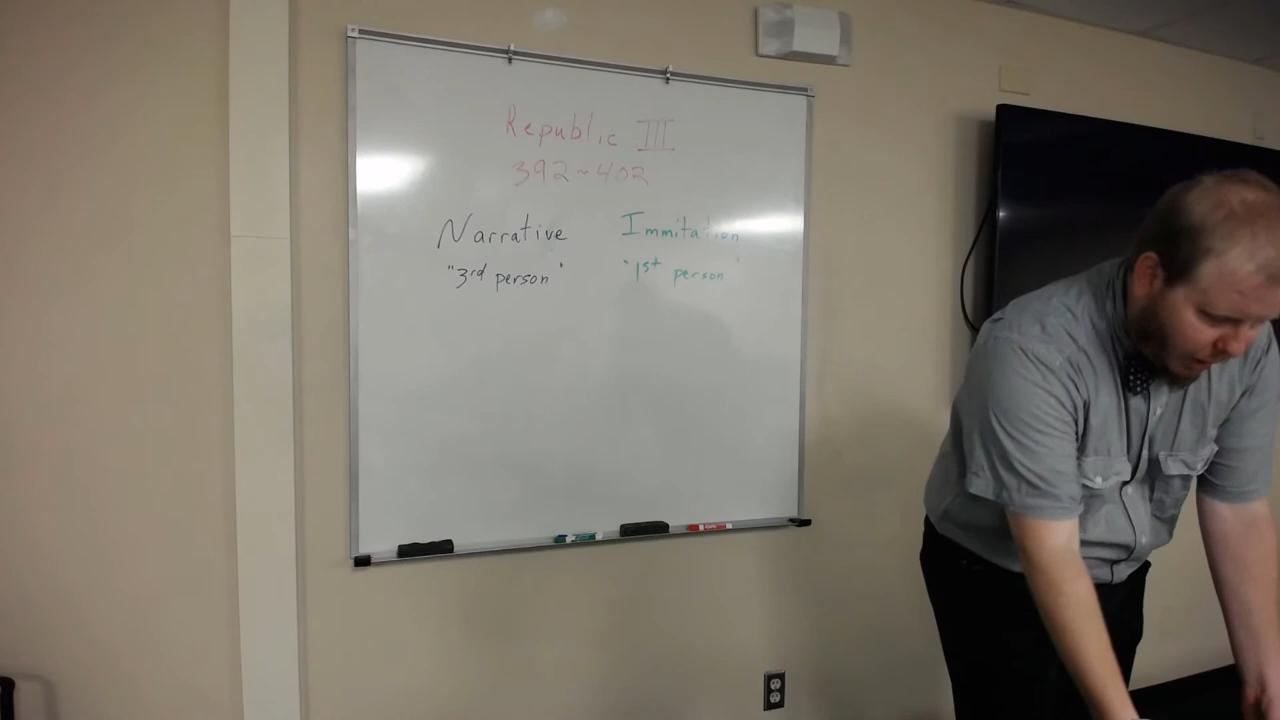 Republic III
392~402
Narrative Immitation
"3rd person" "1st person"